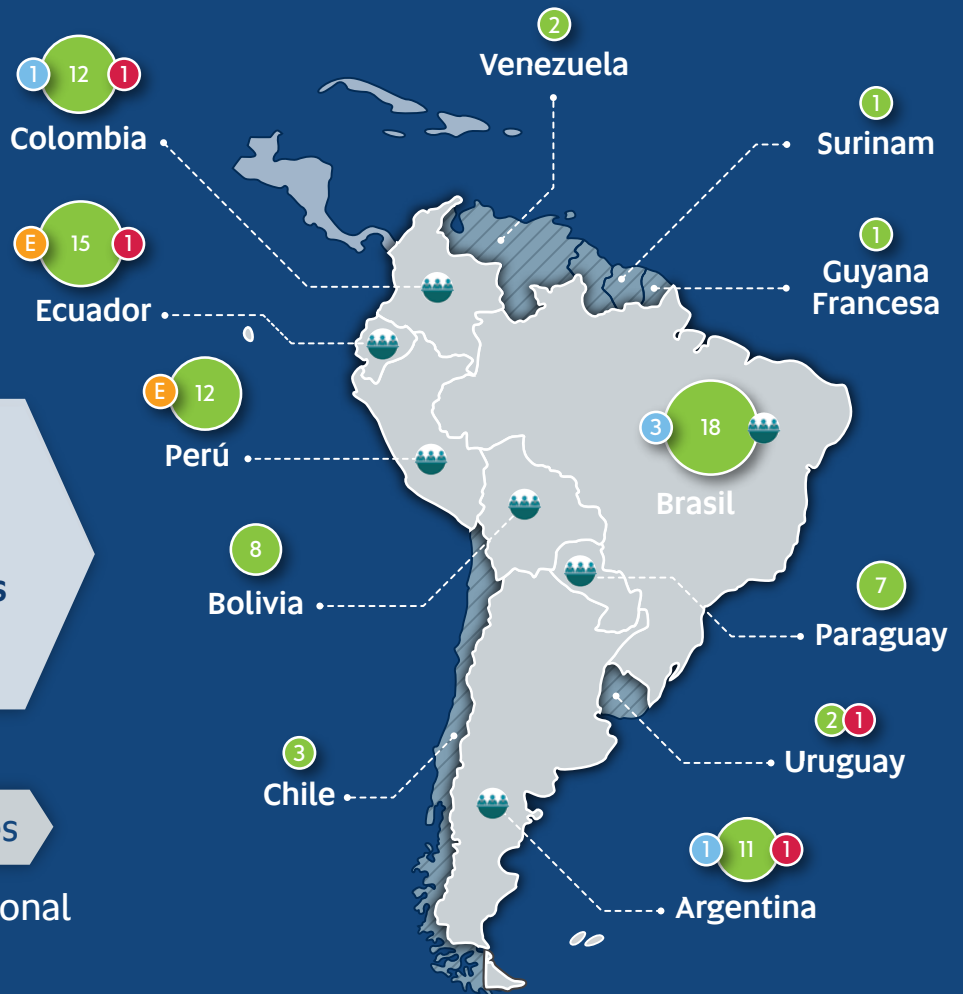 2
Venezuela
1 12 1
Colombia
1
Surinam
E 15 1
Ecuador
1
Guyana
Francesa
E 12
Perú
3 18
Brasil
8
Bolivia
7
Paraguay
2 1
Uruguay
3
Chile
1 11 1
Argentina